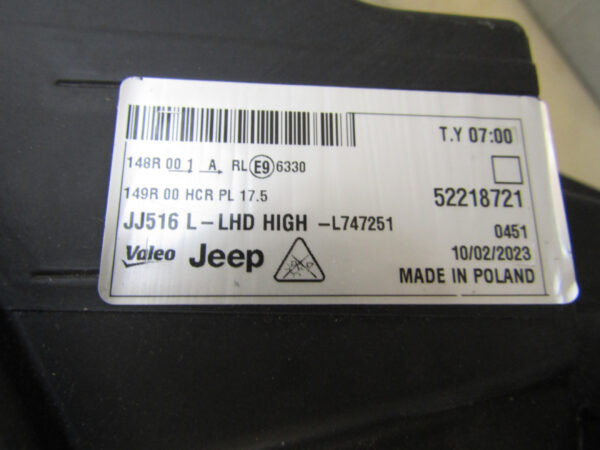 T.Y 07:00
148R 00 1 A RL E9 6330
149R 00 HCR PL 17.5
52218721
JJ516 L-LHD HIGH -L747251
0451
Valeo Jeep
10/02/2023
MADE IN POLAND